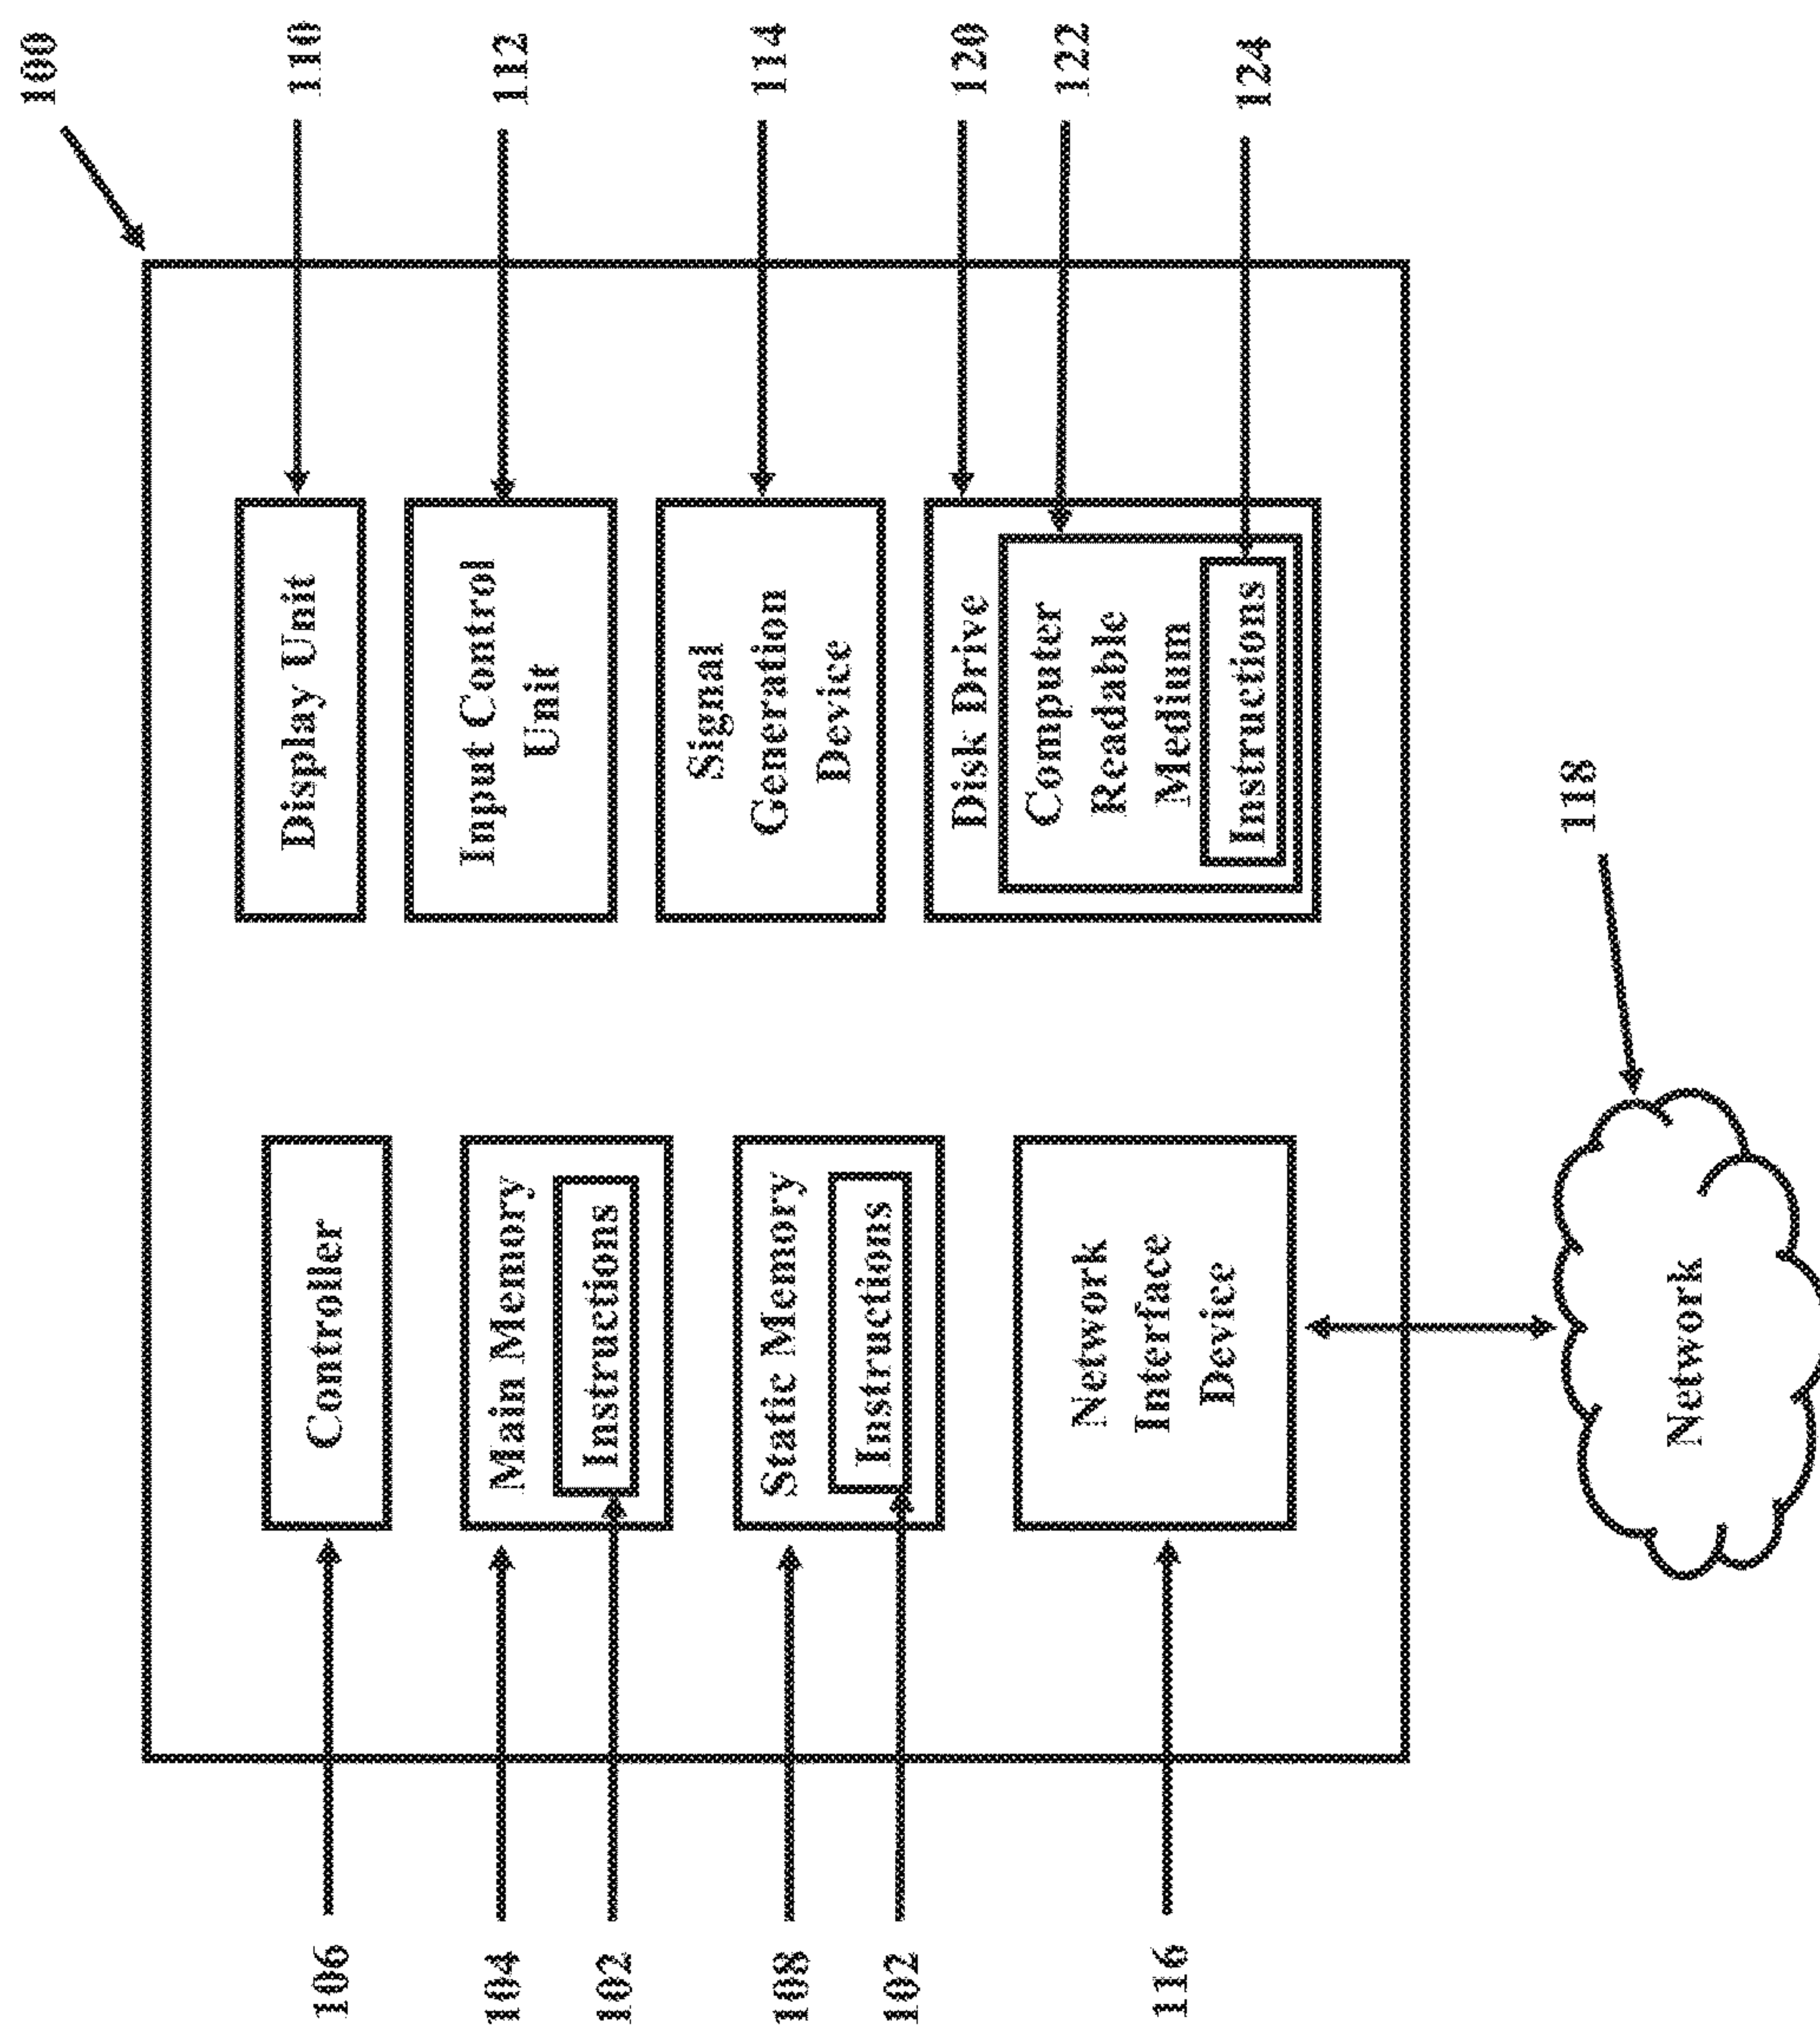 100
106
Controller
Display Unit
110
104
Main Memory
102
Instructions
Input Control
Unit
112
108
Static Memory
102
Instructions
Signal
Generation
Device
114
116
Network
Interface
Device
Disk Drive
120
Computer
Readable
Medium
122
Instructions
124
Network
118